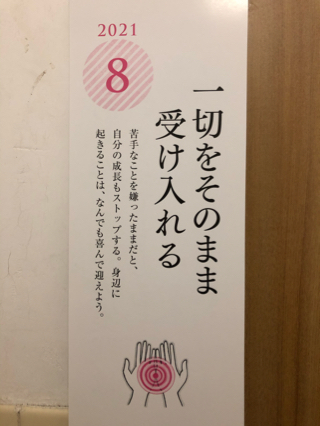 2021
8
一切をそのまま
受け入れる
苦手なことを嫌ったままだと、
自分の成長もストップする。身辺に
起きることは、なんでも喜んで迎えよう。